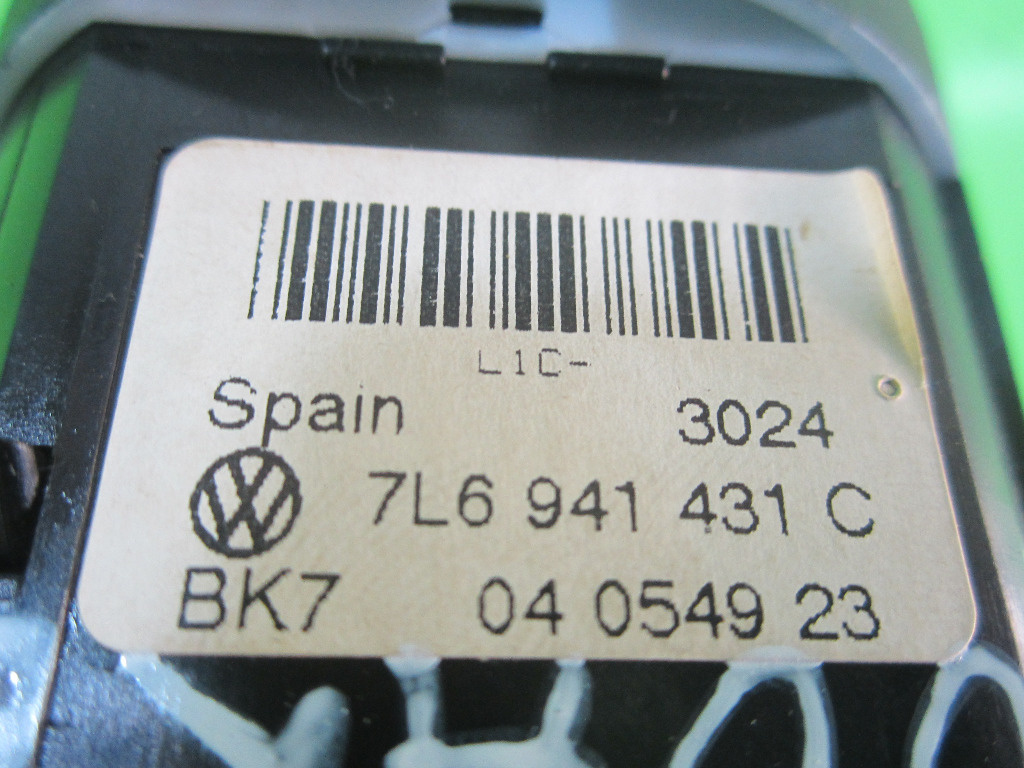 L1C-
Spain 3024
7L6 941 431 C
BK7 04 0549 23